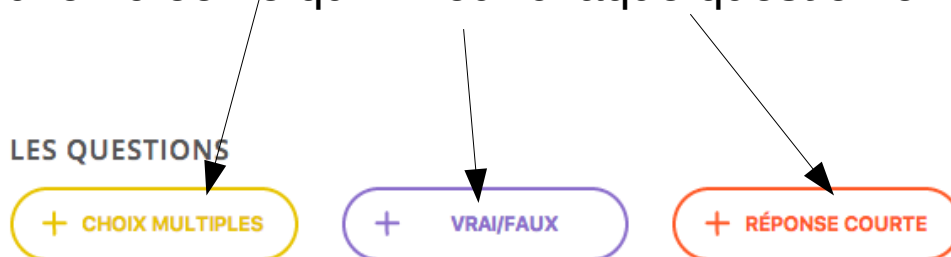 LES QUESTIONS
+ CHOIX MULTIPLES + VRAI/FAUX + RÉPONSE COURTE